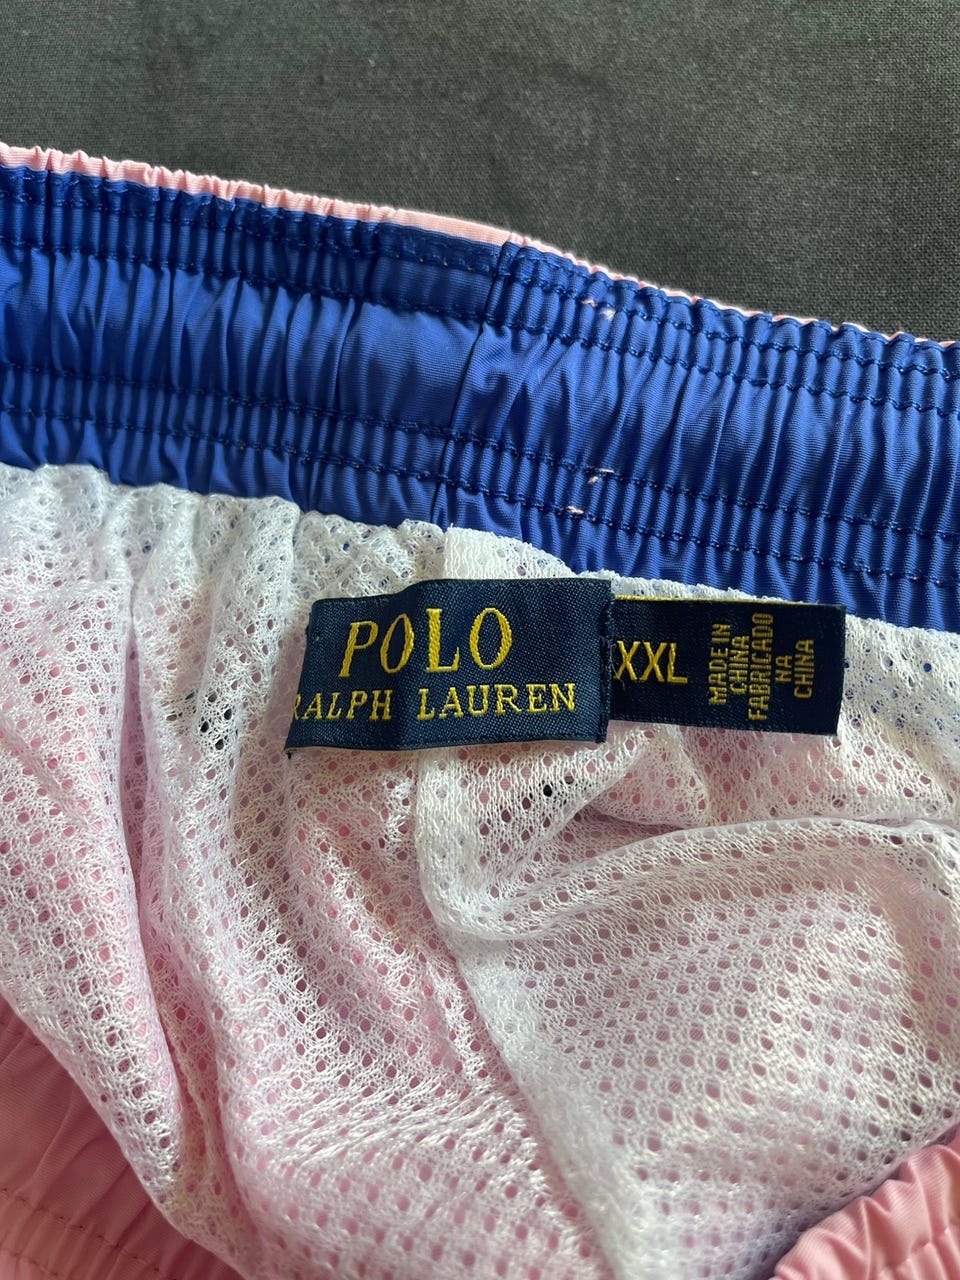 POLO
RALPH LAUREN
XXL
MADE IN
CHINA
FABRICADO
NA
CHINA